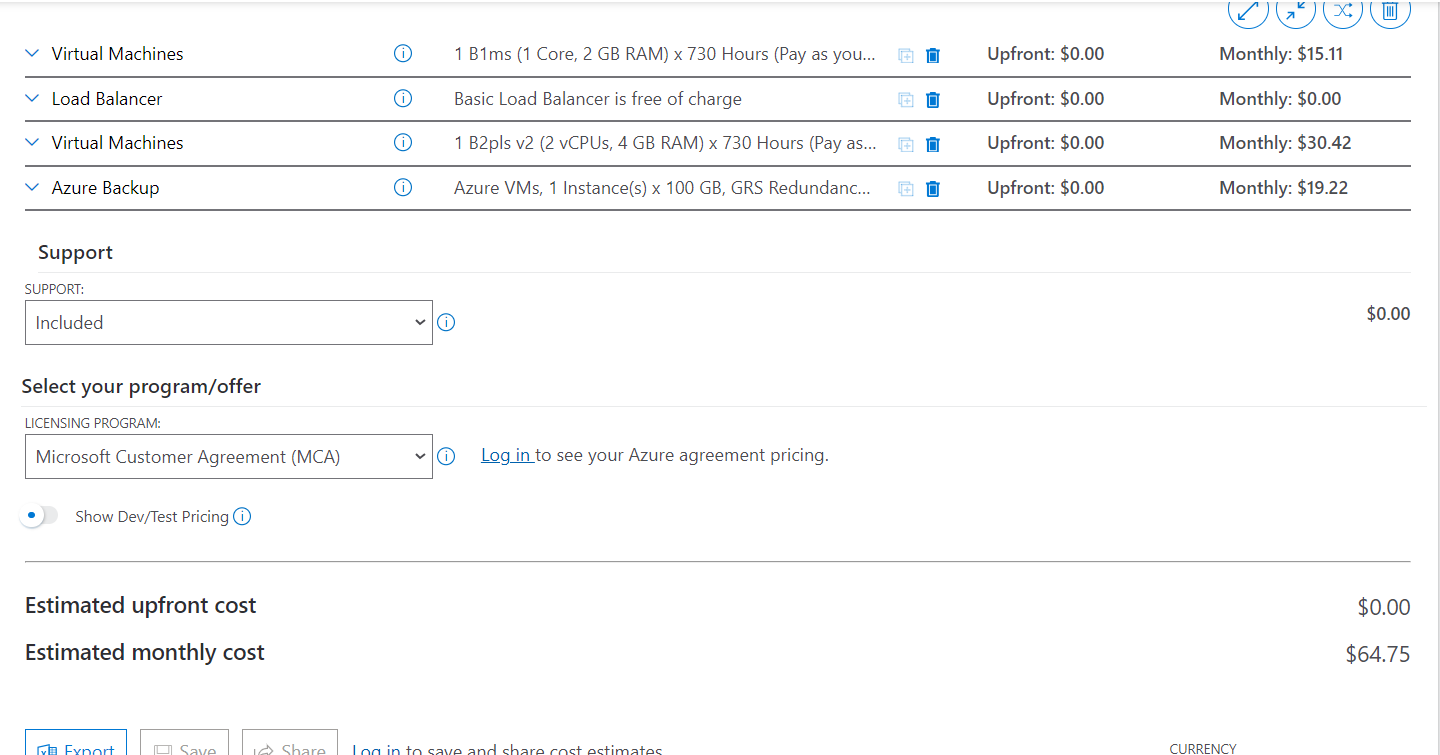 Virtual Machines 1 B1ms (1 Core, 2 GB RAM) x 730 Hours (Pay as you... Upfront: $0.00 Monthly: $15.11
Load Balancer Basic Load Balancer is free of charge Upfront: $0.00 Monthly: $0.00
Virtual Machines 1 B2pls v2 (2 vCPUs, 4 GB RAM) x 730 Hours (Pay as... Upfront: $0.00 Monthly: $30.42
Azure Backup Azure VMs, 1 Instance(s) x 100 GB, GRS Redundanc... Upfront: $0.00 Monthly: $19.22
Support
SUPPORT:
Included $0.00
Select your program/offer
LICENSING PROGRAM:
Microsoft Customer Agreement (MCA) Log in to see your Azure agreement pricing.
Show Dev/Test Pricing
Estimated upfront cost $0.00
Estimated monthly cost $64.75
Export Save Share Log in to save and share cost estimates CURRENCY